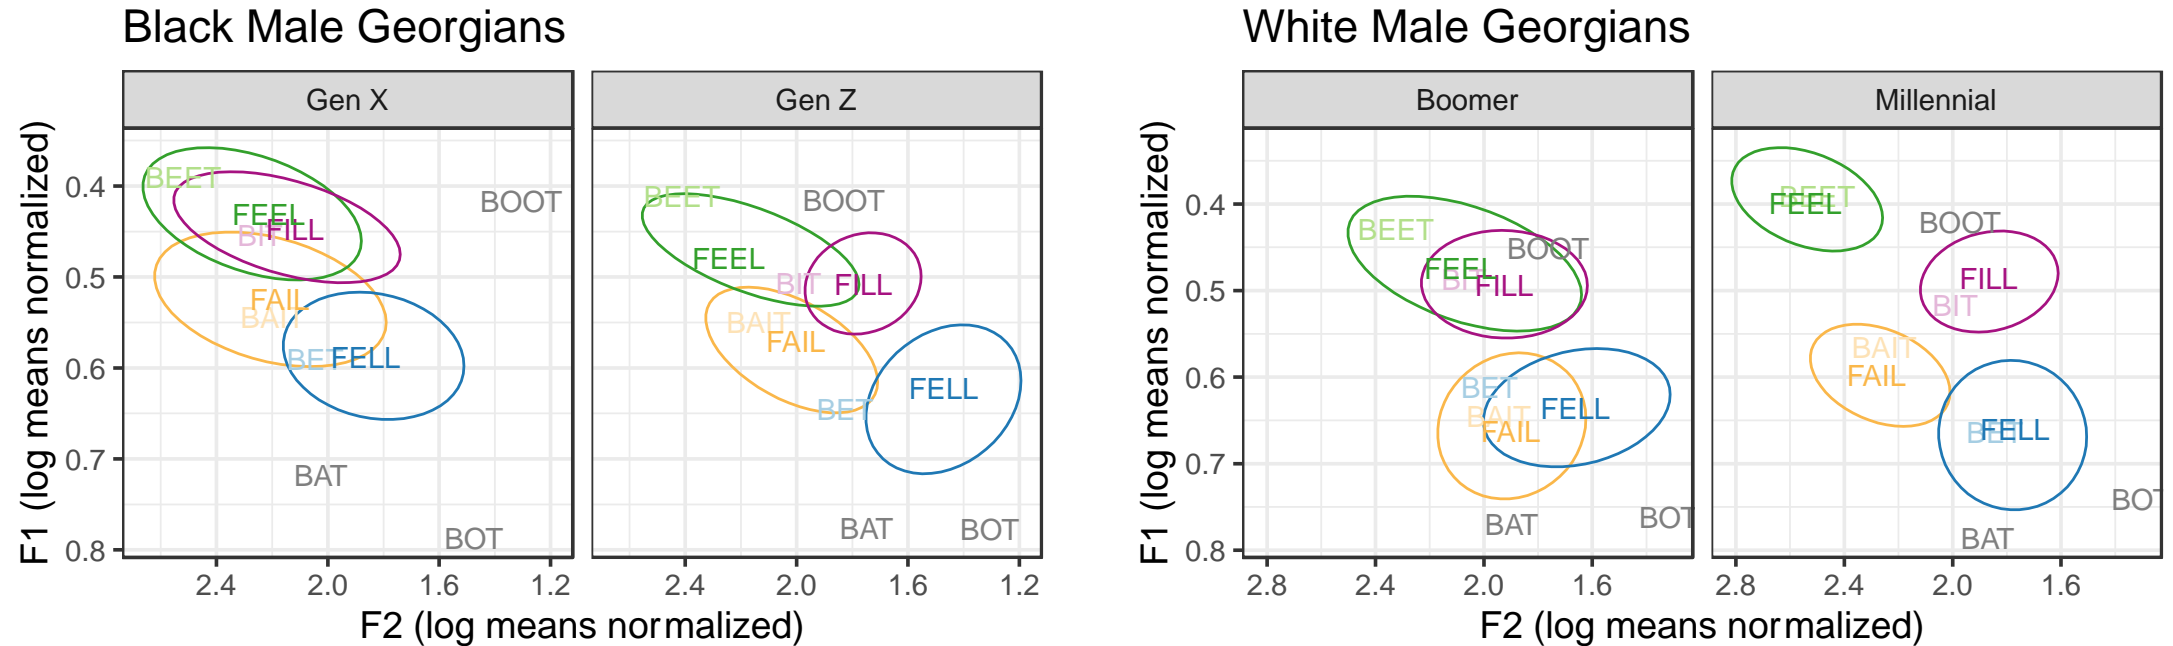 Black Male Georgians
Gen X
Gen Z
F1 (log means normalized)
0.4
0.5
0.6
0.7
0.8
BEET
FEEL
BIT
FILL
BOOT
FAIL
BAIT
BET
FELL
BAT
BOT
BEET
BOOT
FEEL
BIT
FILL
BAIT
FAIL
FELL
BET
BAT
BOT
2.4 2.0 1.6 1.2
2.4 2.0 1.6 1.2
F2 (log means normalized)
White Male Georgians
Boomer
Millennial
F1 (log means normalized)
0.4
0.5
0.6
0.7
0.8
BEET
BOOT
FEEL
BIT
FILL
BET
BAIT
FELL
FAIL
BAT
BOT
BEET
FEEL
BOOT
FILL
BIT
BAIT
FAIL
BET
FELL
BOT
BAT
2.8 2.4 2.0 1.6
2.8 2.4 2.0 1.6
F2 (log means normalized)